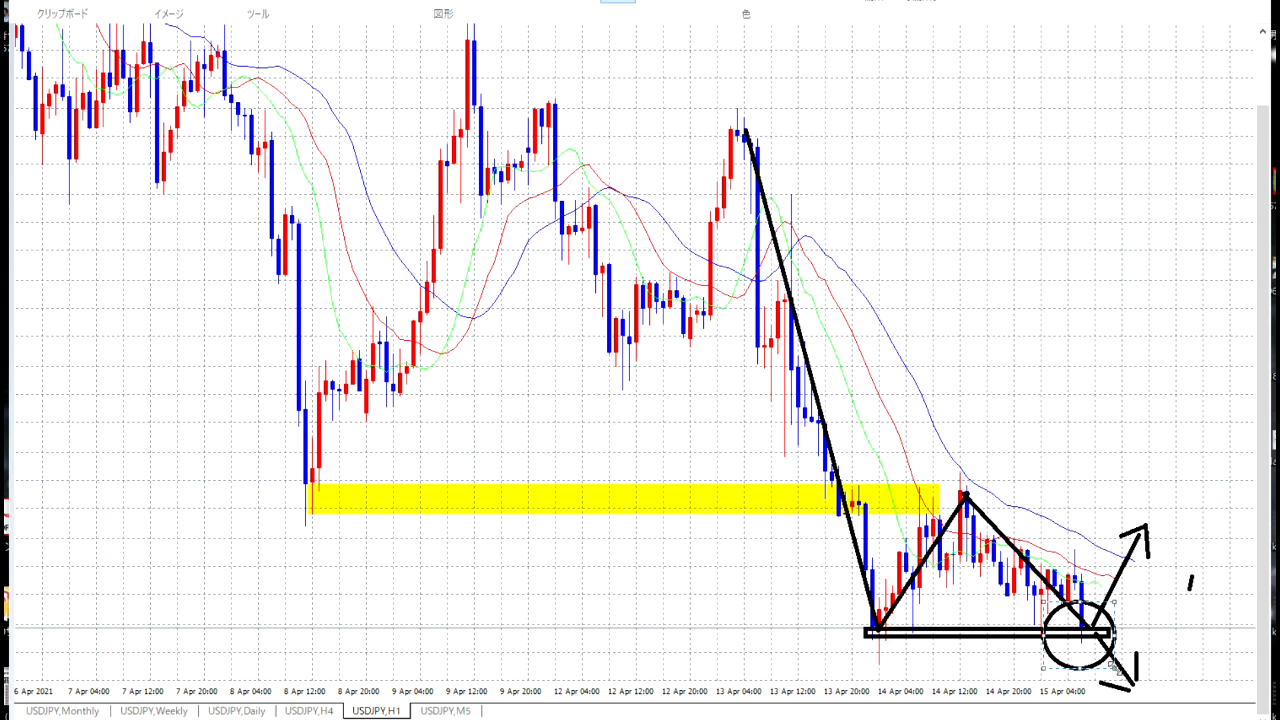 クリップボード イメージ ツール 図形 色
6 Apr 2021 7 Apr 04:00 7 Apr 12:00 7 Apr 20:00 8 Apr 04:00 8 Apr 12:00 8 Apr 20:00 9 Apr 04:00 9 Apr 12:00 9 Apr 20:00 12 Apr 04:00 12 Apr 12:00 12 Apr 20:00 13 Apr 04:00 13 Apr 12:00 13 Apr 20:00 14 Apr 04:00 14 Apr 12:00 14 Apr 20:00 15 Apr 04:00
USDJPY,Monthly USDJPY,Weekly USDJPY,Daily USDJPY,H4 USDJPY,H1 USDJPY,M5